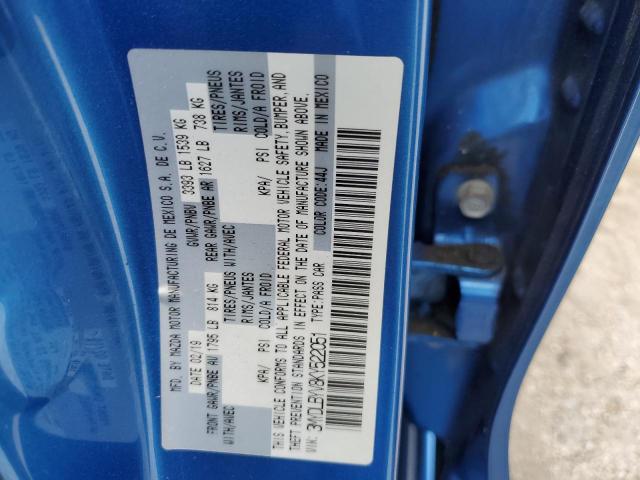 MFD. BY MAZDA MOTOR MANUFACTURING DE MEXICO S.A. DE C.V.
DATE 02/19 GVWR/PNBV 3393 LB 1539 KG
FRONT GAWR/PNBE AV 1795 LB 814 KG REAR GAWR/PNBE AR 1627 LB 738 KG
WITH/AVEC TIRES/PNEUS WITH/AVEC TIRES/PNEUS
RIMS/JANTES RIMS/JANTES
KPA/ PSI COLD/A FROID KPA/ PSI COLD/A FROID
THIS VEHICLE CONFORMS TO ALL APPLICABLE FEDERAL MOTOR VEHICLE SAFETY, BUMPER, AND
THEFT PREVENTION STANDARDS IN EFFECT ON THE DATE OF MANUFACTURE SHOWN ABOVE.
VIN: 3MYDLBYV8KY522051 TYPE: PASS CAR COLOR CODE: 44J MADE IN MEXICO